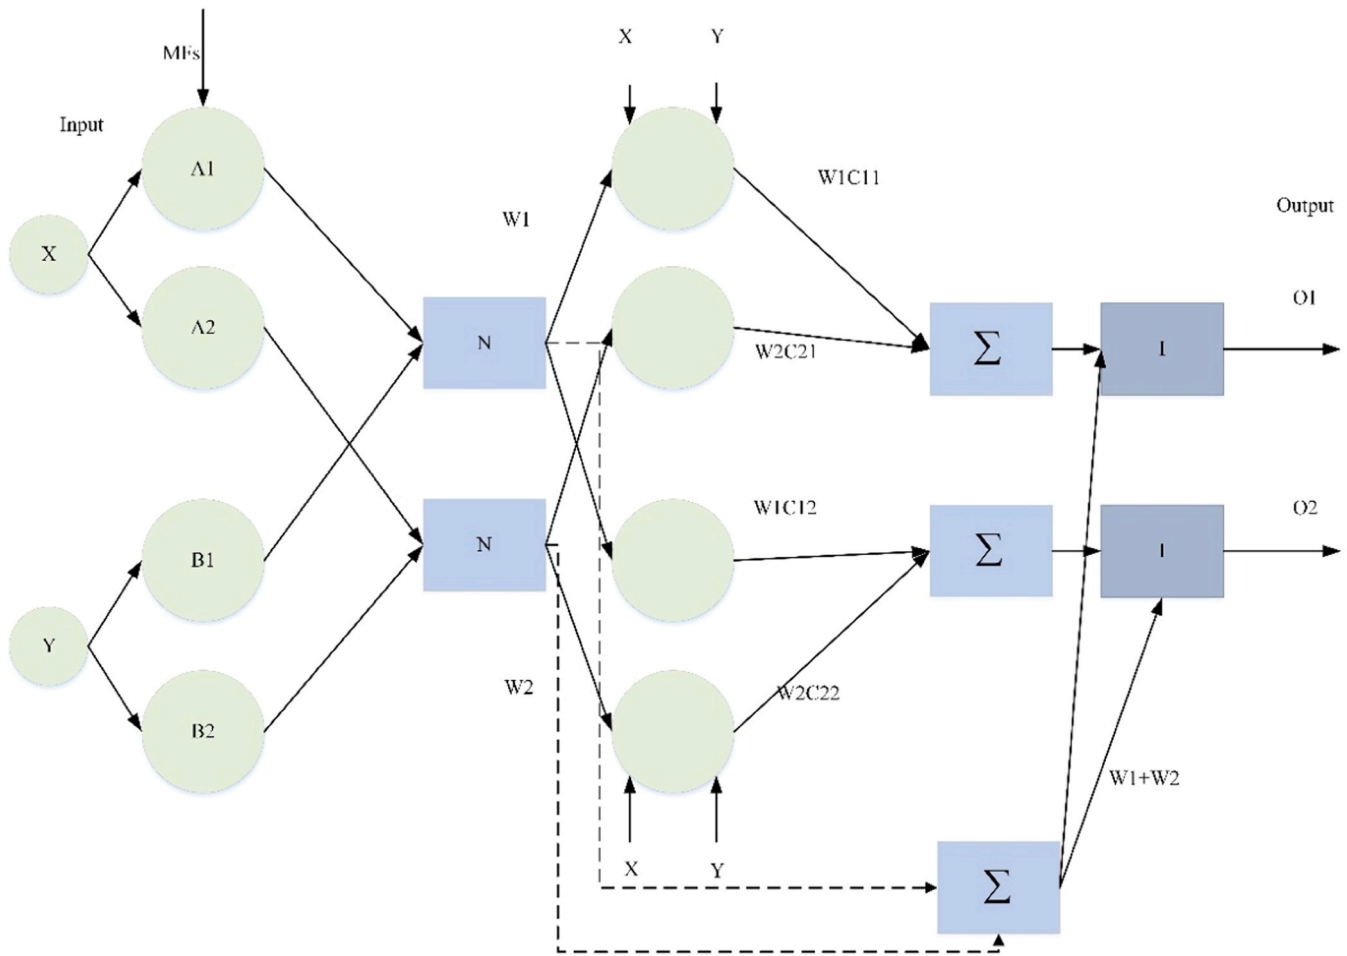 MFs
X
Y
Input
A1
W1C11
Output
W1
X
O1
A2
N
W2C21
Σ
I
W1C12
O2
B1
N
Σ
I
Y
W2
W2C22
B2
W1+W2
X
Y
Σ